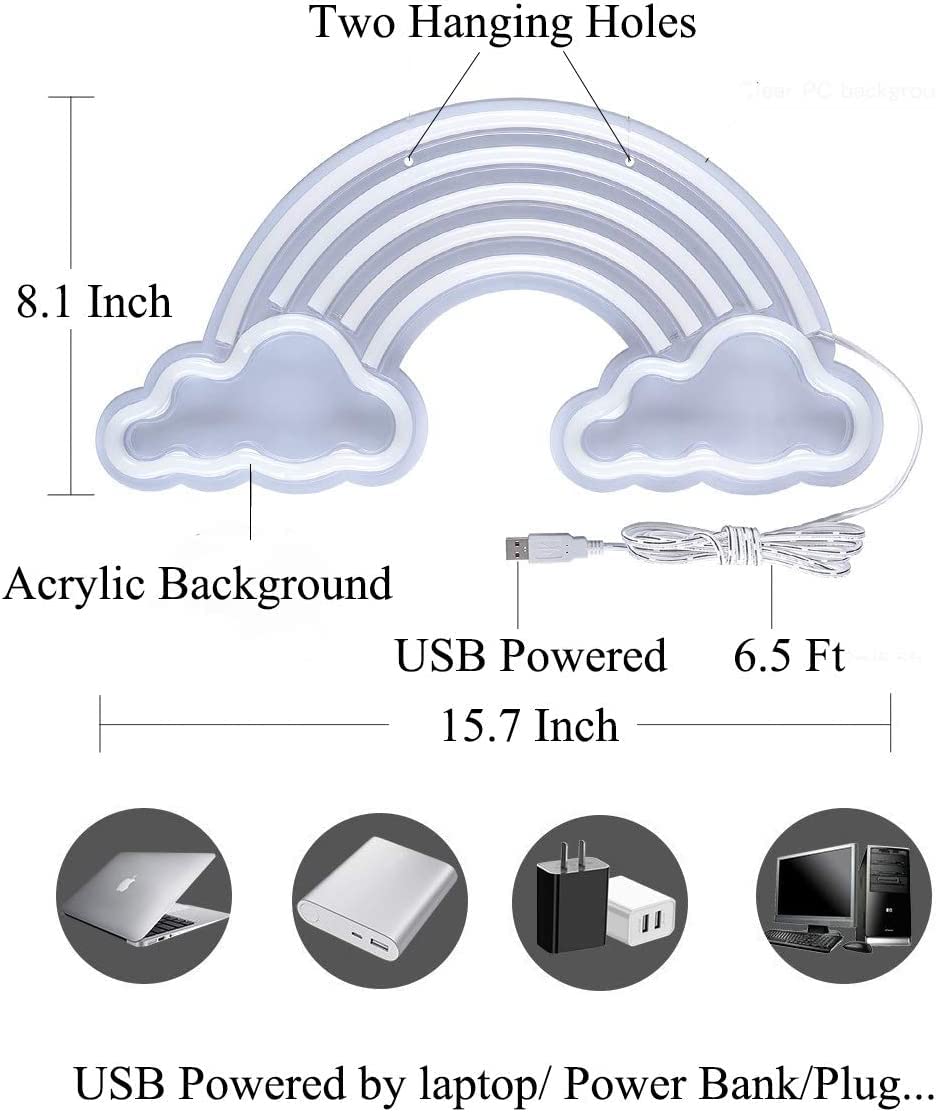 Two Hanging Holes
Clear PC backgrou
8.1 Inch
Acrylic Background
USB Powered
6.5 Ft
15.7 Inch
USB Powered by laptop/ Power Bank/Plug...